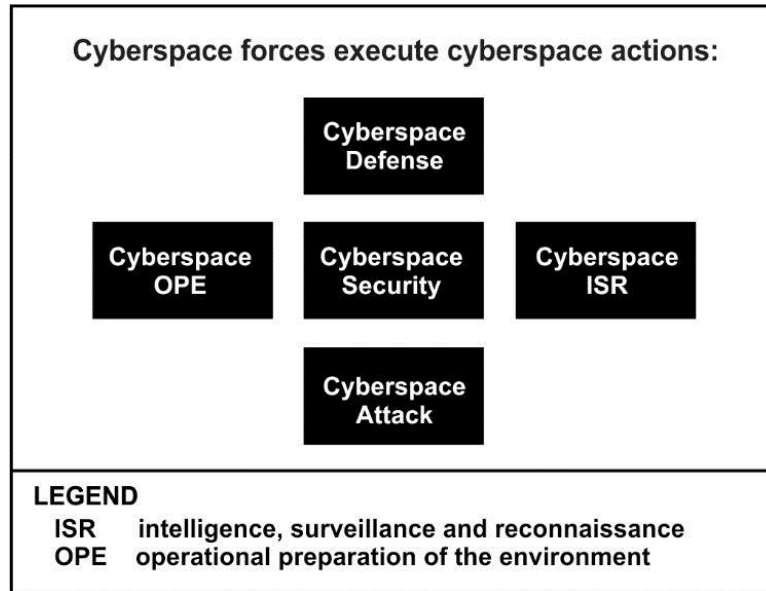 Cyberspace forces execute cyberspace actions:
Cyberspace
Defense
Cyberspace
OPE
Cyberspace
Security
Cyberspace
ISR
Cyberspace
Attack
LEGEND
ISR intelligence, surveillance and reconnaissance
OPE operational preparation of the environment